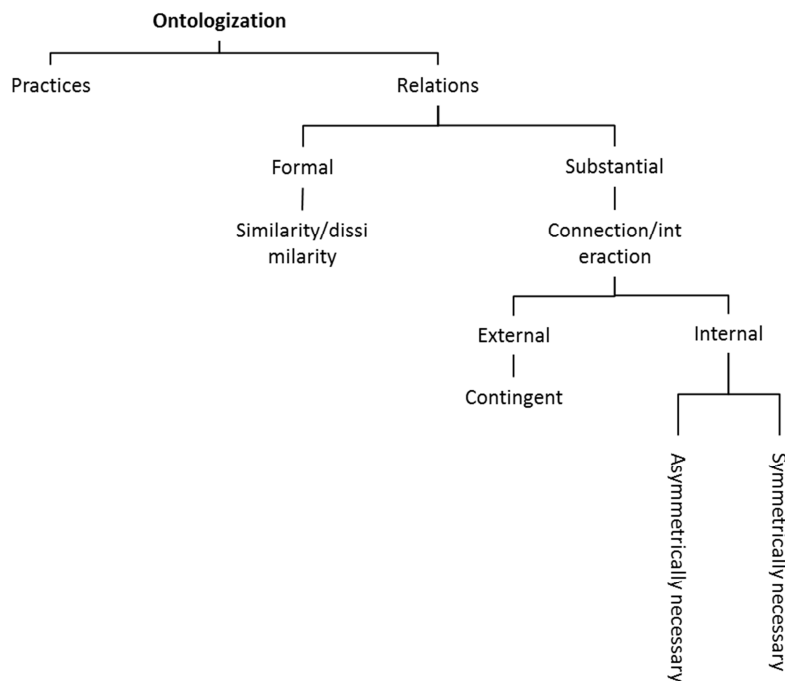 Ontologization
Practices
Relations
Formal
Substantial
Similarity/dissi
milarity
Connection/int
eraction
External
Internal
Contingent
Asymmetrically necessary
Symmetrically necessary